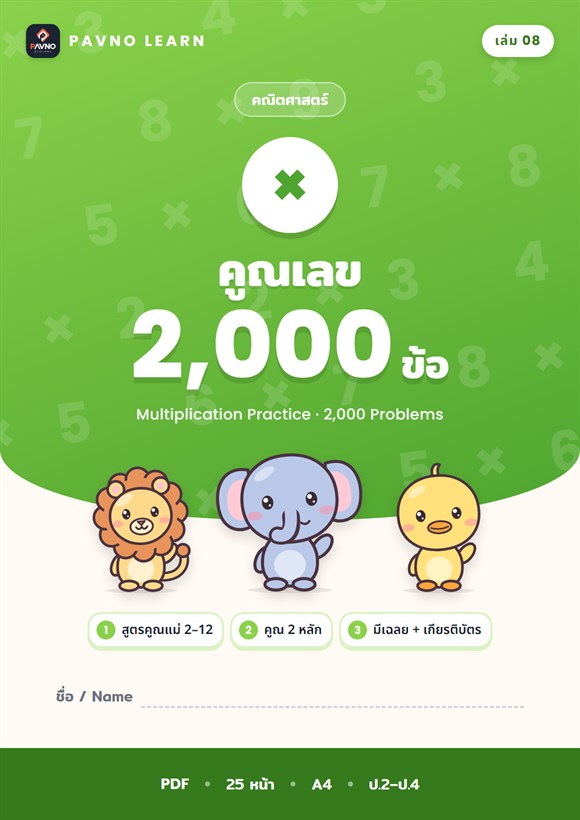 PAVNO
PAVNO LEARN
เล่ม 08
คณิตศาสตร์
คูณเลข
2,000 ข้อ
Multiplication Practice · 2,000 Problems
1 สูตรคูณแม่ 2–12
2 คูณ 2 หลัก
3 มีเฉลย + เกียรติบัตร
ชื่อ / Name
PDF • 25 หน้า • A4 • ป.2–ป.4